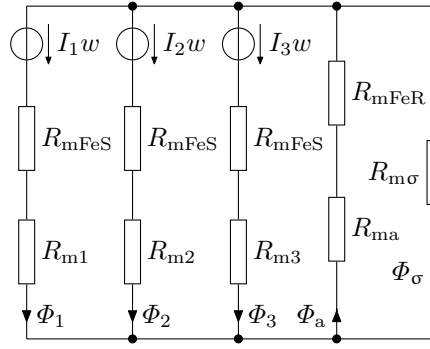 I₁w I₂w I₃w
RmFeR
RmFeS RmFeS RmFeS
Rmσ
Rm1 Rm2 Rm3 Rma
Φσ
Φ₁ Φ₂ Φ₃ Φa